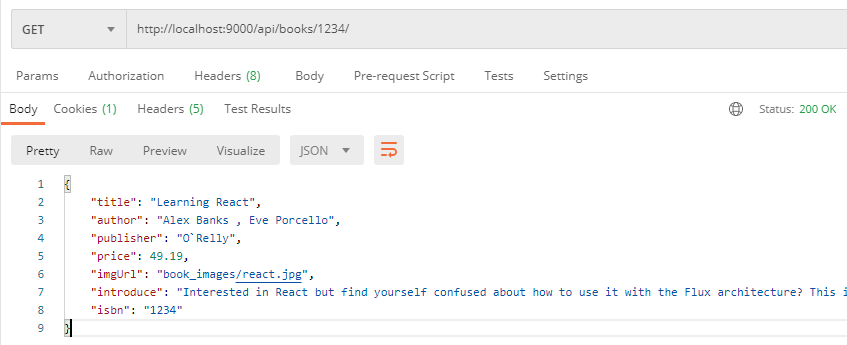 GET http://localhost:9000/api/books/1234/
Params Authorization Headers (8) Body Pre-request Script Tests Settings
Body Cookies (1) Headers (5) Test Results Status: 200 OK
Pretty Raw Preview Visualize JSON
1 {
2 "title": "Learning React",
3 "author": "Alex Banks , Eve Porcello",
4 "publisher": "O`Relly",
5 "price": 49.19,
6 "imgUrl": "book_images/react.jpg",
7 "introduce": "Interested in React but find yourself confused about how to use it with the Flux architecture? This i
8 "isbn": "1234"
9 }